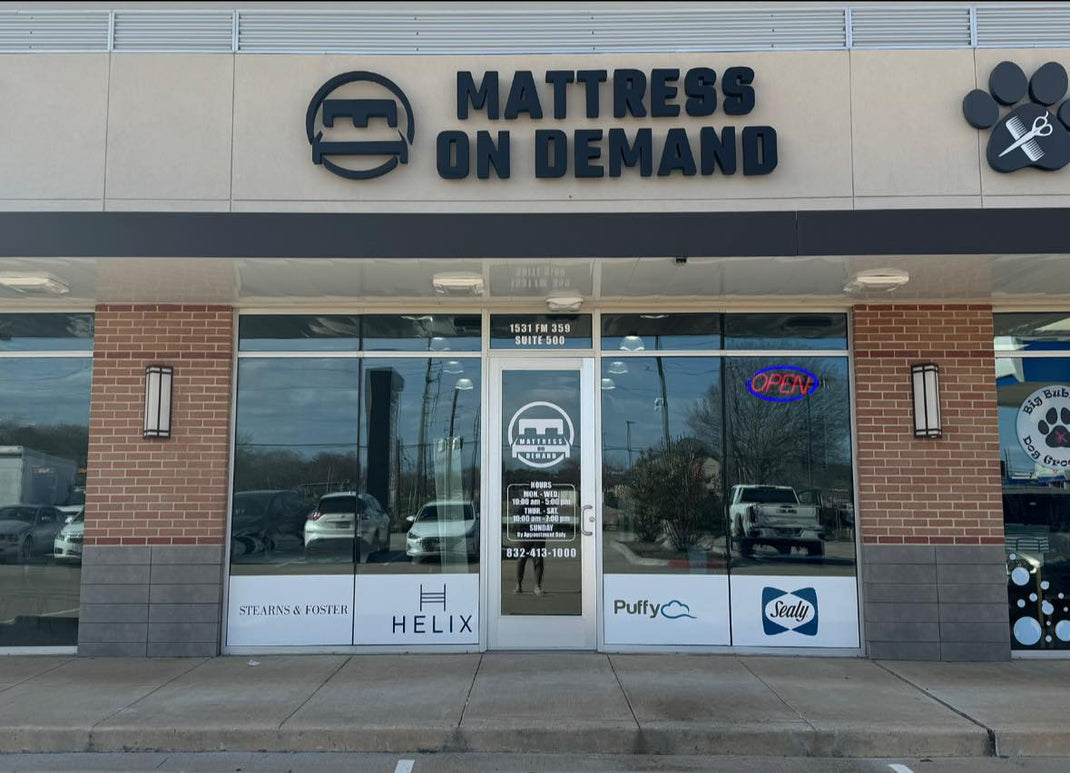 MATTRESS
ON DEMAND
1531 FM 359
SUITE 500
OPEN
MATTRESS
ON
DEMAND
HOURS
MON. - WED.
10:00 am - 5:00 pm
THUR. - SAT.
10:00 am - 7:00 pm
SUNDAY
By Appointment Only
832-413-1000
STEARNS & FOSTER
HELIX
Puffy
Sealy
Big
Dog